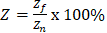 Z = z_f / z_n x 100%